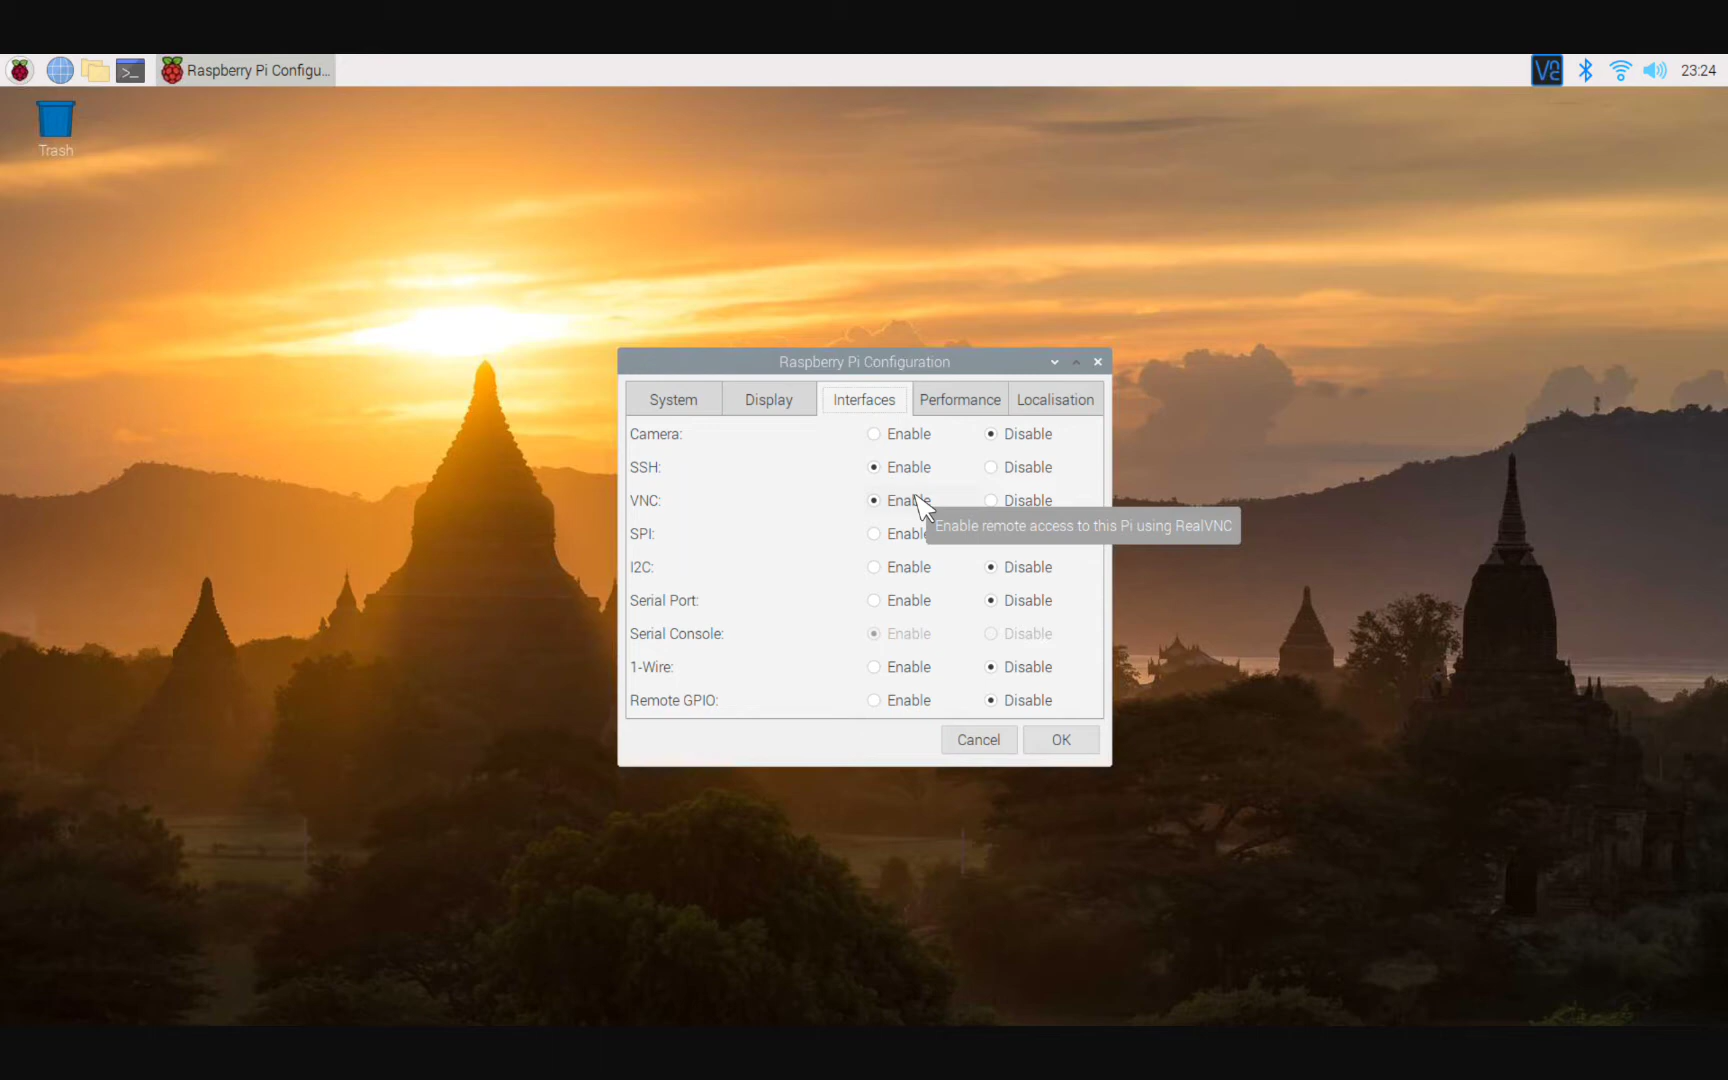 Raspberry Pi Configu...
VNC
23:24
Trash
Raspberry Pi Configuration
System Display Interfaces Performance Localisation
Camera: Enable Disable
SSH: Enable Disable
VNC: Enable Disable
Enable remote access to this Pi using RealVNC
SPI:
I2C: Enable Disable
Serial Port: Enable Disable
Serial Console: Enable Disable
1-Wire: Enable Disable
Remote GPIO: Enable Disable
Cancel OK